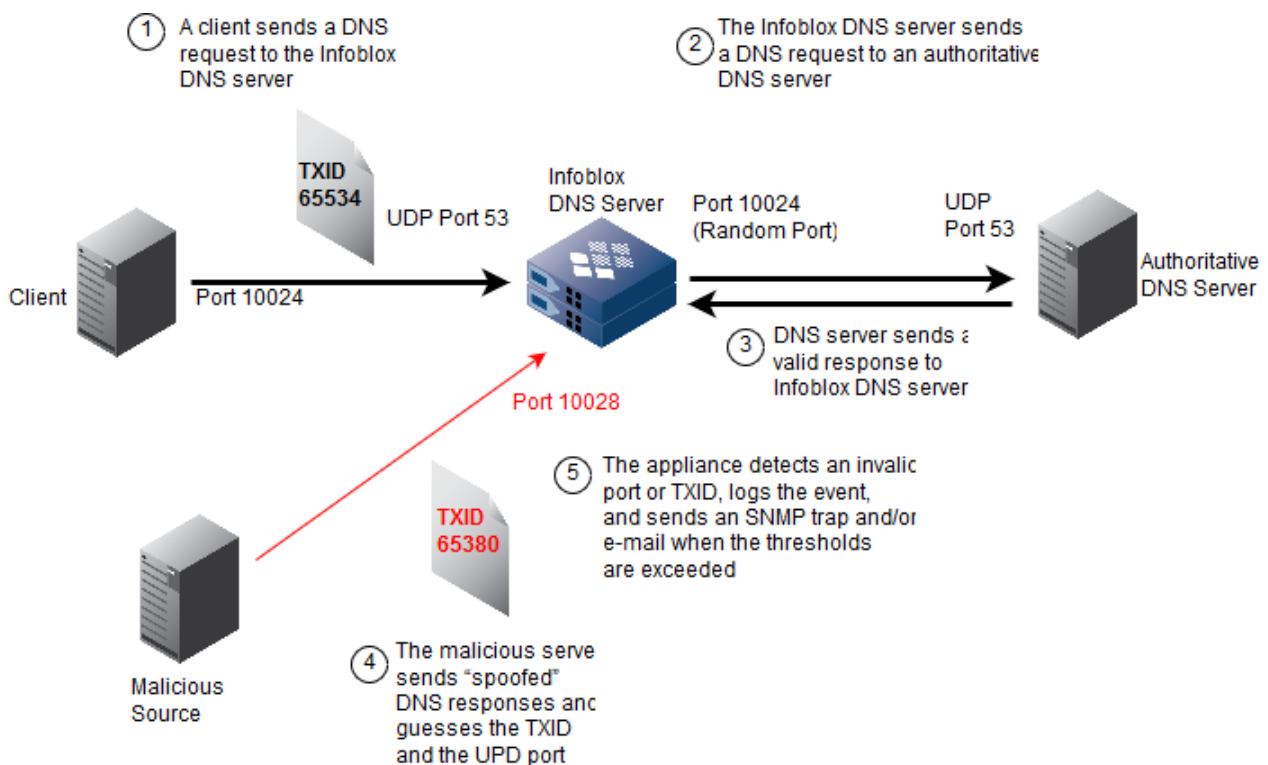 1
A client sends a DNS
request to the Infoblox
DNS server
2
The Infoblox DNS server sends
a DNS request to an authoritative
DNS server
TXID
65534
UDP Port 53
Infoblox
DNS Server
Port 10024
(Random Port)
UDP
Port 53
Client
Port 10024
Authoritative
DNS Server
3
DNS server sends a
valid response to
Infoblox DNS server
Port 10028
TXID
65380
5
The appliance detects an invalid
port or TXID, logs the event,
and sends an SNMP trap and/or
e-mail when the thresholds
are exceeded
Malicious
Source
4
The malicious serve
sends “spoofed”
DNS responses and
guesses the TXID
and the UPD port